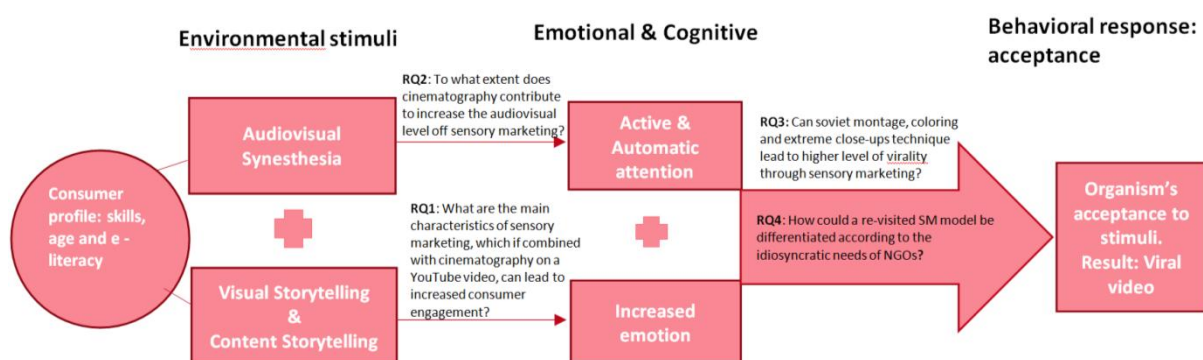 Environmental stimuli
Emotional & Cognitive
Behavioral response:
acceptance
Consumer
profile: skills,
age and e -
literacy
Audiovisual
Synesthesia
Visual Storytelling
&
Content Storytelling
RQ2: To what extent does
cinematography contribute
to increase the audiovisual
level off sensory marketing?
RQ1: What are the main
characteristics of sensory
marketing, which if combined
with cinematography on a
YouTube video, can lead to
increased consumer
engagement?
Active &
Automatic
attention
Increased
emotion
RQ3: Can soviet montage, coloring
and extreme close-ups technique
lead to higher level of virality
through sensory marketing?
RQ4: How could a re-visited SM model be
differentiated according to the
idiosyncratic needs of NGOs?
Organism's
acceptance to
stimuli.
Result: Viral
video